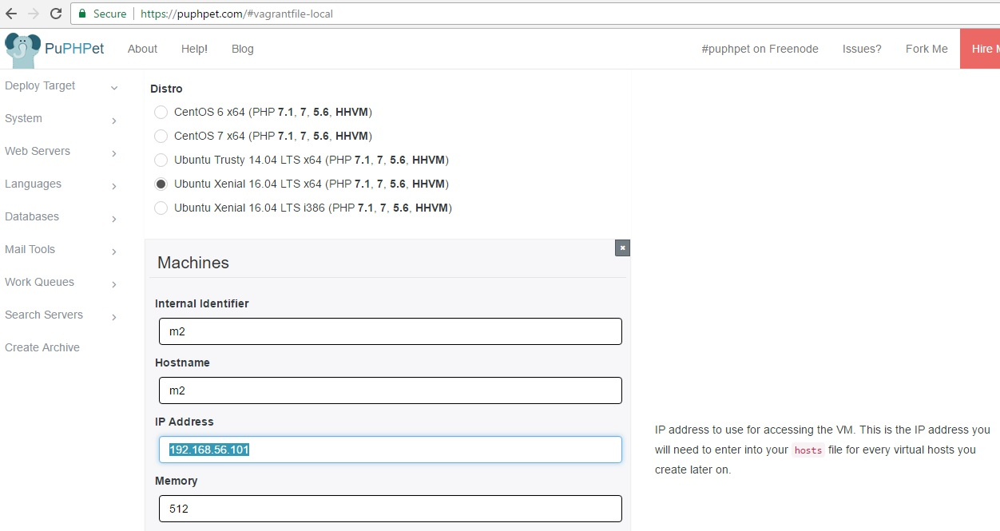 Secure https://puphpet.com/#vagrantfile-local
PuPHPet About Help! Blog #puphpet on Freenode Issues? Fork Me Hire M
Deploy Target
System
Web Servers
Languages
Databases
Mail Tools
Work Queues
Search Servers
Create Archive
Distro
CentOS 6 x64 (PHP 7.1, 7, 5.6, HHVM)
CentOS 7 x64 (PHP 7.1, 7, 5.6, HHVM)
Ubuntu Trusty 14.04 LTS x64 (PHP 7.1, 7, 5.6, HHVM)
Ubuntu Xenial 16.04 LTS x64 (PHP 7.1, 7, 5.6, HHVM)
Ubuntu Xenial 16.04 LTS i386 (PHP 7.1, 7, 5.6, HHVM)
Machines
Internal Identifier
m2
Hostname
m2
IP Address
192.168.56.101
Memory
512
IP address to use for accessing the VM. This is the IP address you
will need to enter into your hosts file for every virtual hosts you
create later on.